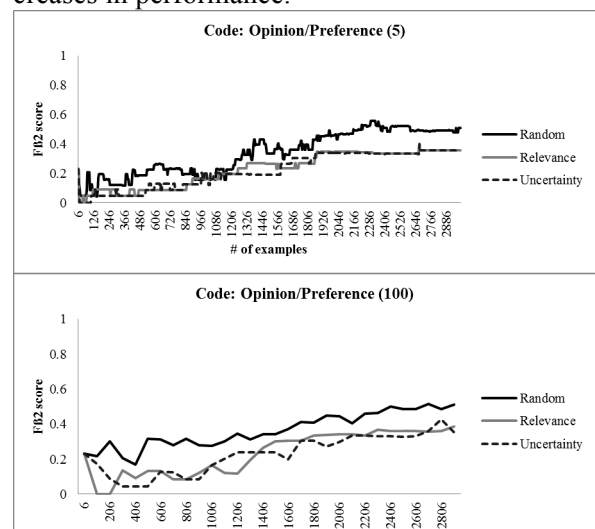 creases in performance.
Code: Opinion/Preference (5)
1
0.8
0.6
0.4
0.2
0
Fß2 score
6 126 246 366 486 606 726 846 966 1086 1206 1326 1446 1566 1686 1806 1926 2046 2166 2286 2406 2526 2646 2766 2886
# of examples
Random
Relevance
Uncertainty
Code: Opinion/Preference (100)
1
0.8
0.6
0.4
0.2
0
Fß2 score
6 206 406 606 806 1006 1206 1406 1606 1806 2006 2206 2406 2606 2806
Random
Relevance
Uncertainty